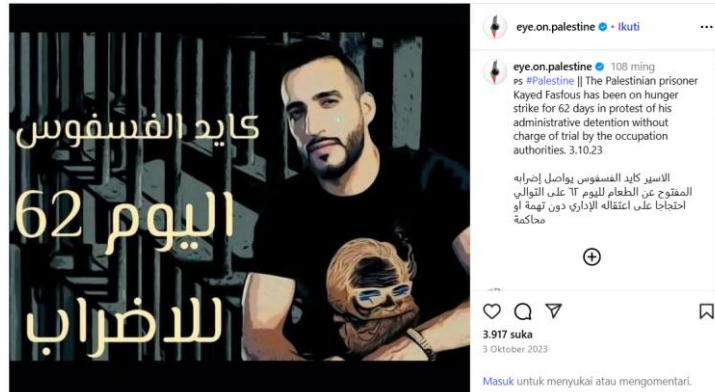 كايد الفسفوس
اليوم 62
للاضراب
eye.on.palestine • Ikuti
eye.on.palestine 108 ming
PS #Palestine || The Palestinian prisoner
Kayed Fasfous has been on hunger
strike for 62 days in protest of his
administrative detention without
charge of trial by the occupation
authorities. 3.10.23
الاسير كايد الفسفوس يواصل إضرابه
المفتوح عن الطعام لليوم ٦٢ على التوالي
احتجاجا على اعتقاله الإداري دون تهمة او
محاكمة
3.917 suka
3 Oktober 2023
Masuk untuk menyukai atau mengomentari.